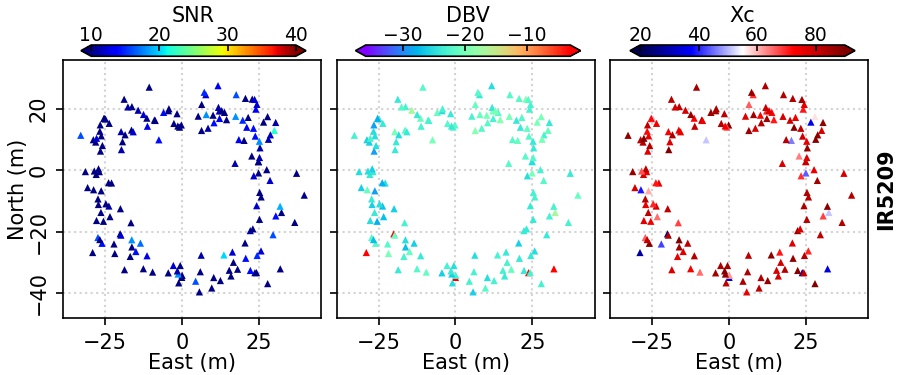 SNR DBV Xc
10 20 30 40 −30 −20 −10 20 40 60 80
20
0
−20
−40
North (m)
IR5209
−25 0 25 −25 0 25 −25 0 25
East (m) East (m) East (m)